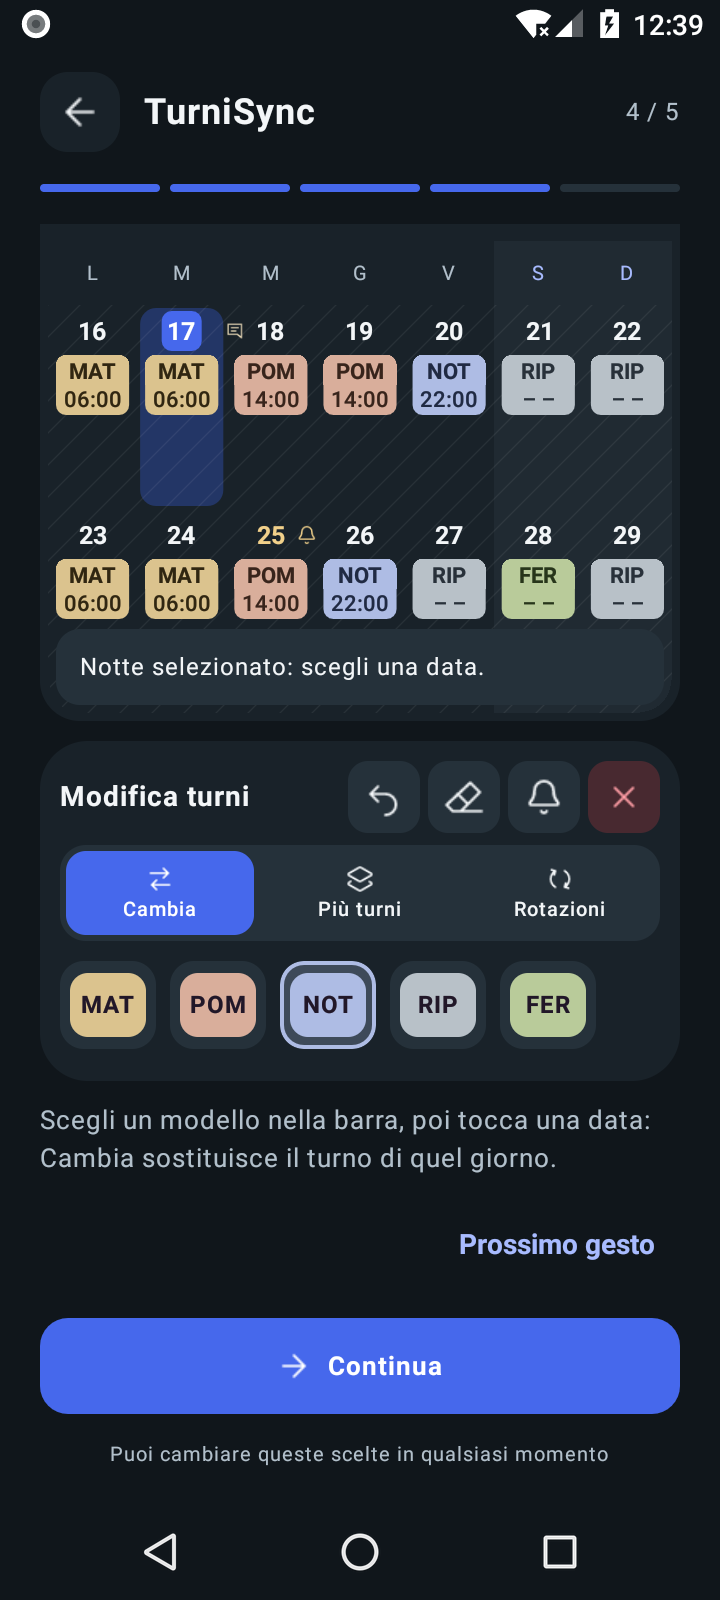 12:39
TurniSync
4 / 5
L M M G V S D
16 17 18 19 20 21 22
MAT MAT POM POM NOT RIP RIP
06:00 06:00 14:00 14:00 22:00 – – – –
23 24 25 26 27 28 29
MAT MAT POM NOT RIP FER RIP
06:00 06:00 14:00 22:00 – – – – – –
Notte selezionato: scegli una data.
Modifica turni
Cambia Più turni Rotazioni
MAT POM NOT RIP FER
Scegli un modello nella barra, poi tocca una data:
Cambia sostituisce il turno di quel giorno.
Prossimo gesto
Continua
Puoi cambiare queste scelte in qualsiasi momento